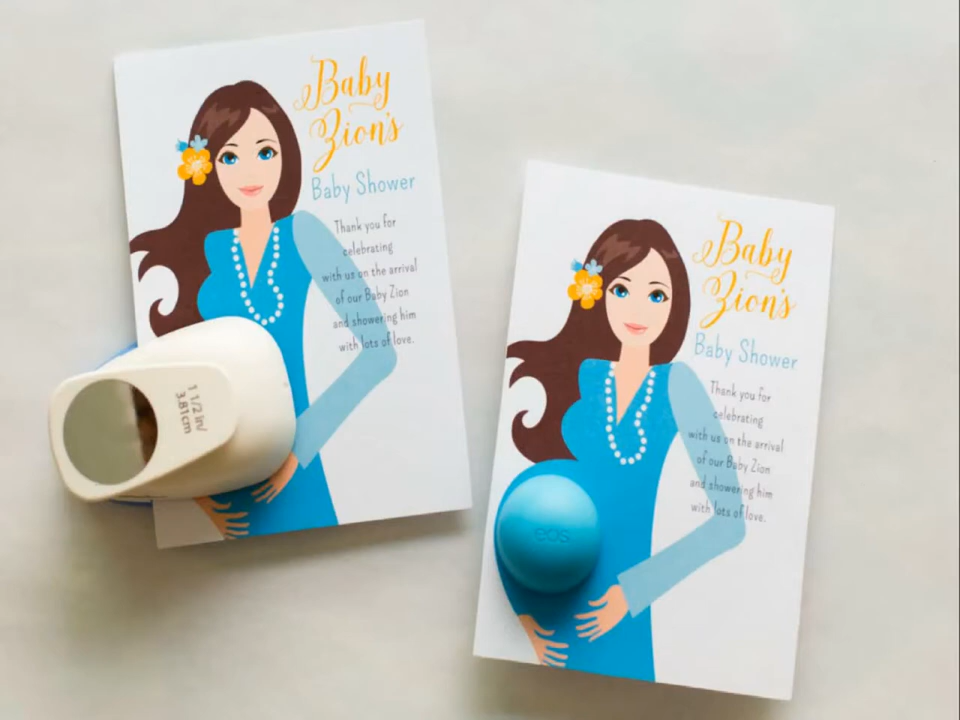 Baby
Zion's
Baby Shower
Thank you for
celebrating
with us on the arrival
of our Baby Zion
and showering him
with lots of love.
1 1/2 in/
3.81cm
Baby
Zion's
Baby Shower
Thank you for
celebrating
with us on the arrival
of our Baby Zion
and showering him
with lots of love.
eos